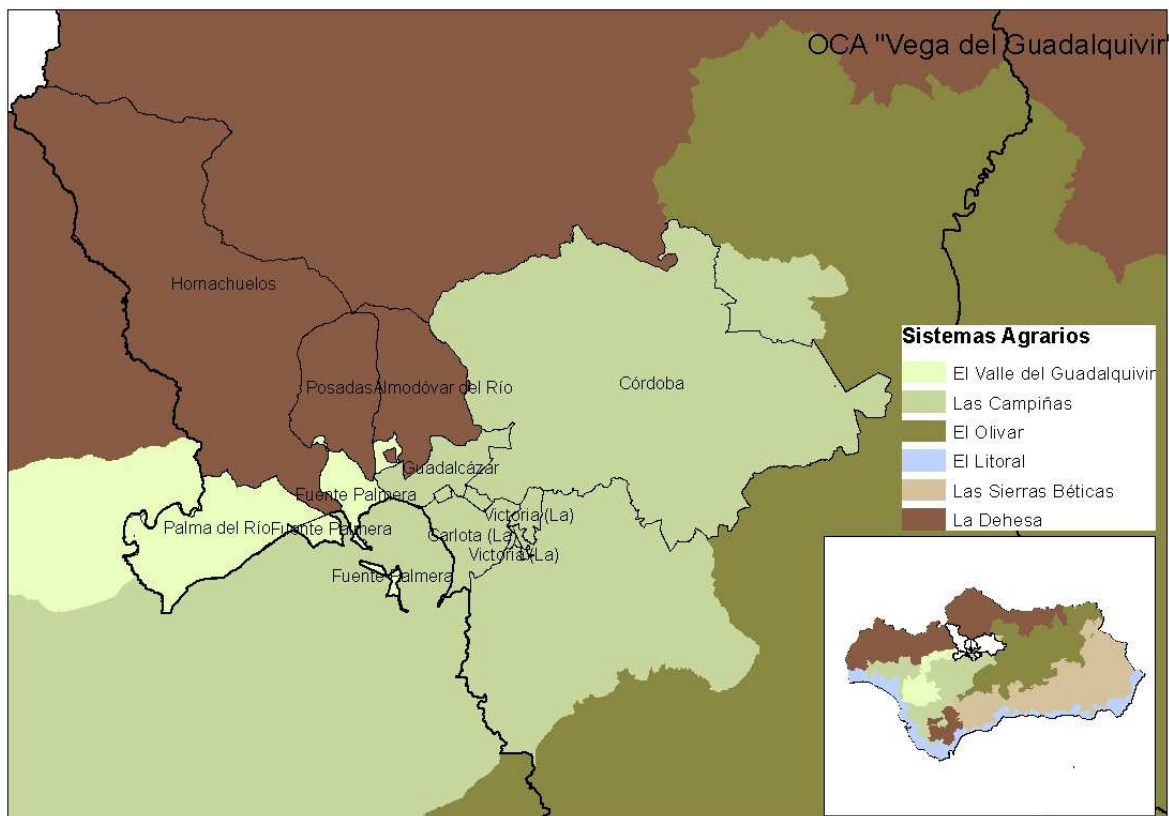 OCA "Vega del Guadalquivir"
Hornachuelos
Posadas
Almodóvar del Río
Córdoba
Guadalcázár
Fuente Palmera
Palma del Río
Fuente Palmera
Victoria (La)
Carlota (La)
Victoria (La)
Fuente Palmera
Sistemas Agrarios
El Valle del Guadalquivir
Las Campiñas
El Olivar
El Litoral
Las Sierras Béticas
La Dehesa